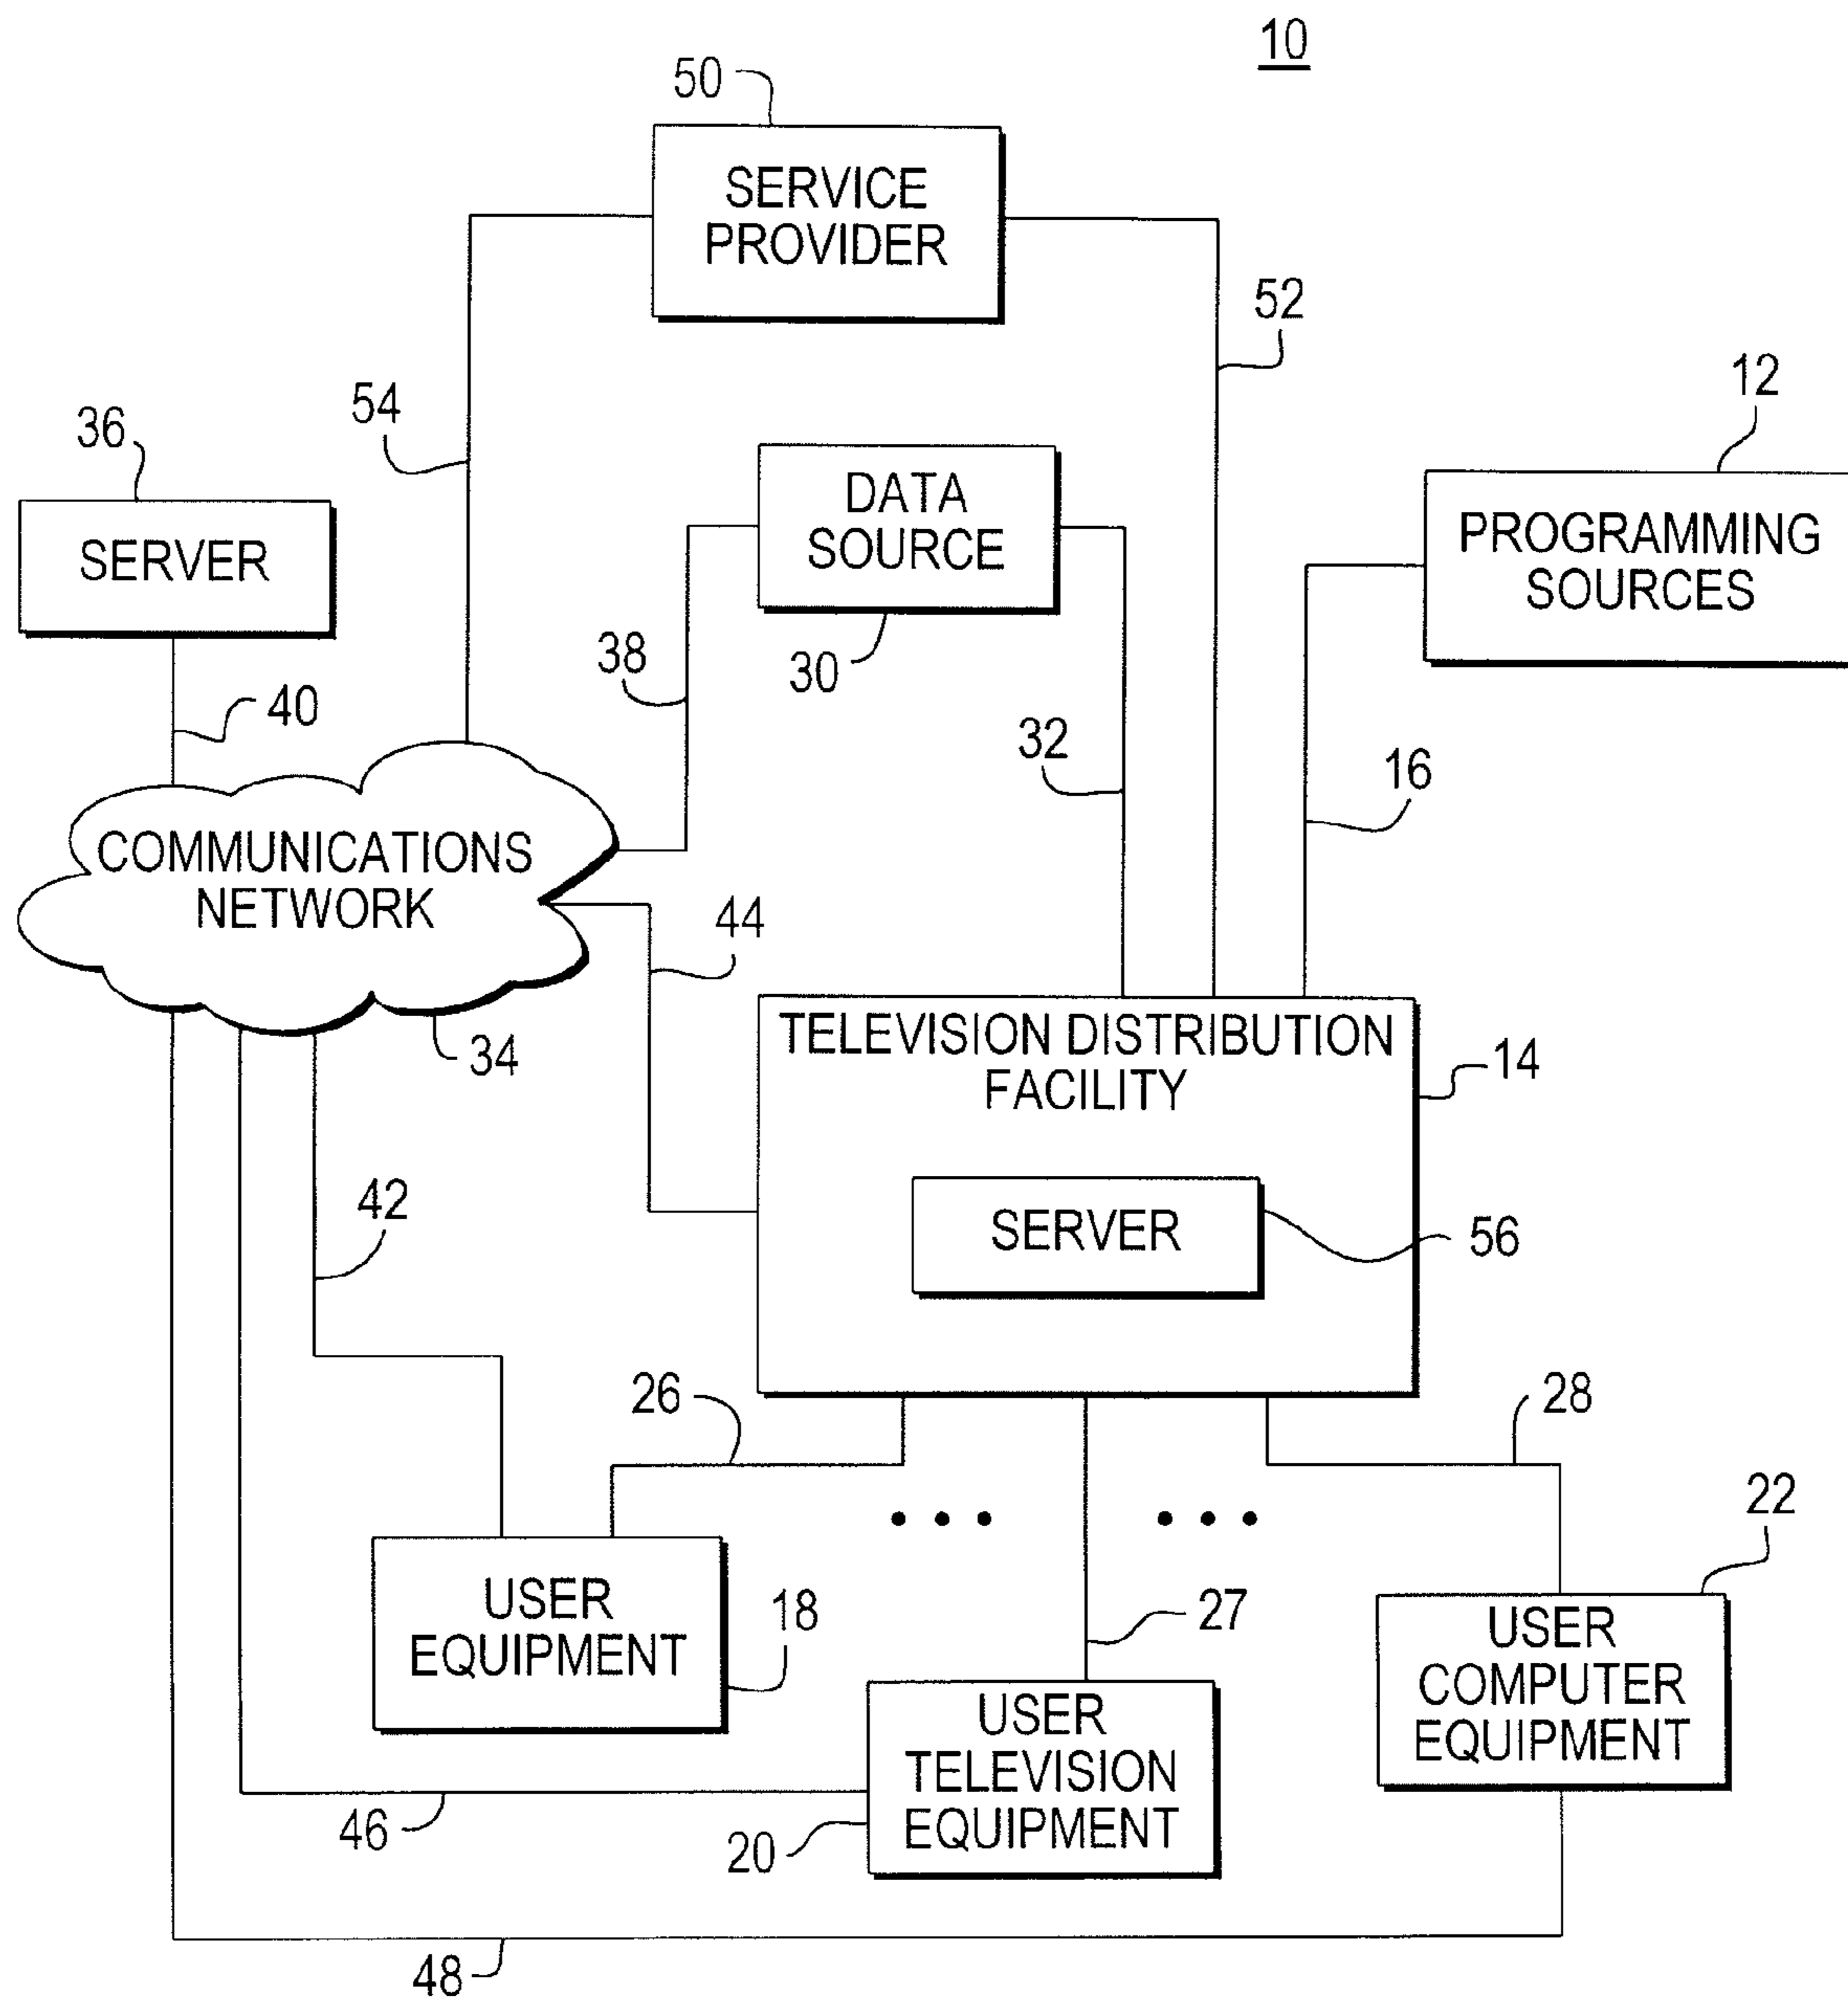 10
50
SERVICE
PROVIDER
52
12
54
36
DATA
SOURCE
PROGRAMMING
SOURCES
SERVER
38
30
40
32
16
COMMUNICATIONS
NETWORK
44
34
TELEVISION DISTRIBUTION
FACILITY
14
42
SERVER
56
26
28
22
USER
EQUIPMENT
18
27
USER
COMPUTER
EQUIPMENT
USER
TELEVISION
EQUIPMENT
46
20
48